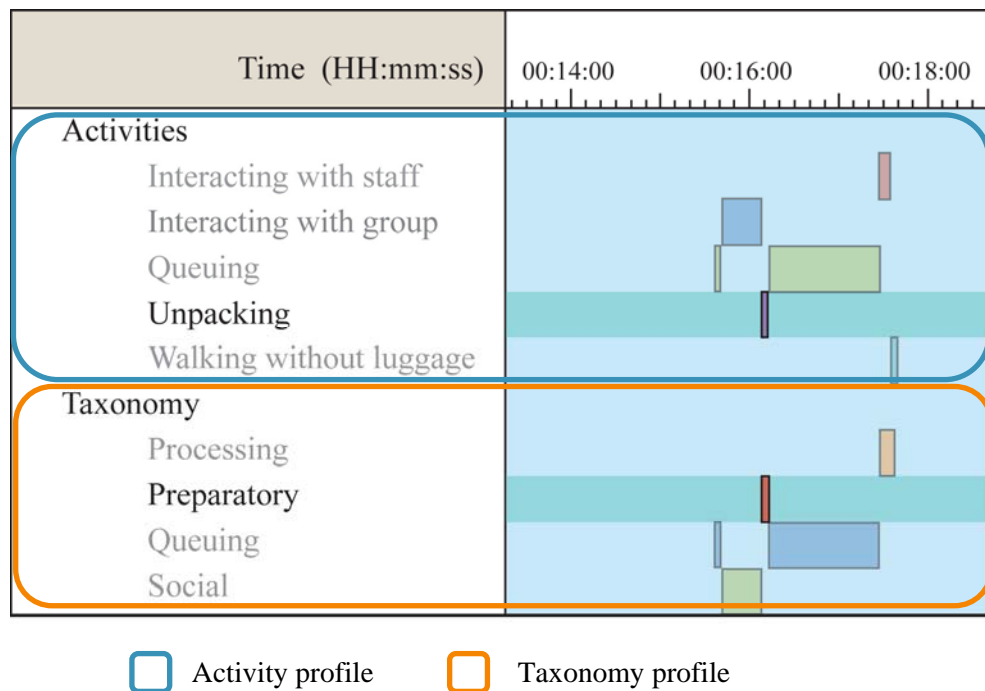 Time (HH:mm:ss) 00:14:00 00:16:00 00:18:00
Activities
Interacting with staff
Interacting with group
Queuing
Unpacking
Walking without luggage
Taxonomy
Processing
Preparatory
Queuing
Social
Activity profile Taxonomy profile